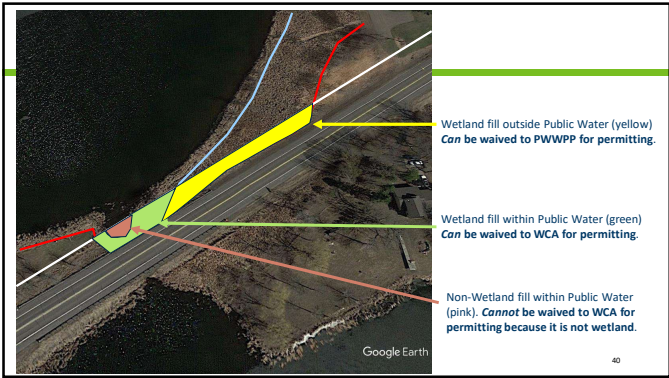 Wetland fill outside Public Water (yellow)
Can be waived to PWWPP for permitting.
Wetland fill within Public Water (green)
Can be waived to WCA for permitting.
Non-Wetland fill within Public Water
(pink). Cannot be waived to WCA for
permitting because it is not wetland.
Google Earth
40